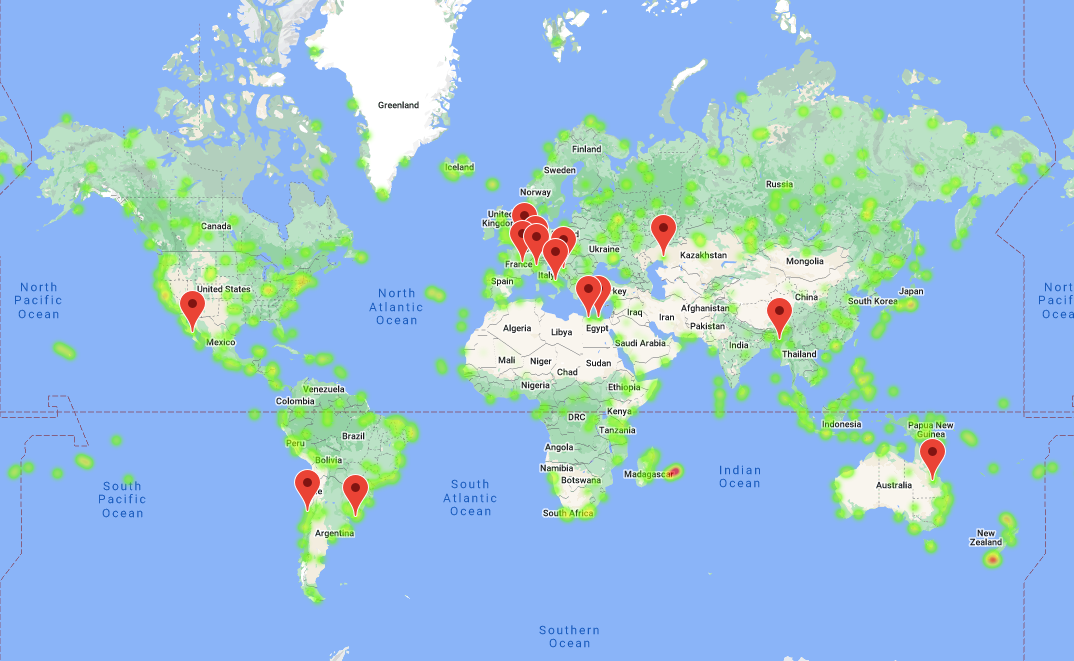 Greenland
Iceland
Finland
Sweden
Norway
Russia
United
Kingdom
Canada
Ukraine
Kazakhstan
Mongolia
France
Italy
Spain
United States
North
Pacific
Ocean
North
Atlantic
Ocean
China
South Korea
Japan
North
Pacif
Ocea
key
Iraq
Iran
Afghanistan
Pakistan
Mexico
Algeria
Libya
Egypt
Saudi Arabia
India
Thailand
Mali
Niger
Chad
Sudan
Nigeria
Ethiopia
Venezuela
Colombia
DRC
Kenya
Tanzania
Indonesia
Papua New
Guinea
Peru
Brazil
Bolivia
Angola
Namibia
Botswana
Madagascar
South
Pacific
Ocean
South
Atlantic
Ocean
Indian
Ocean
Australia
South Africa
Argentina
New
Zealand
Southern
Ocean